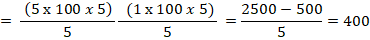 = (5 x 100 x 5)/5 - (1 x 100 x 5)/5 = (2500 − 500)/5 = 400